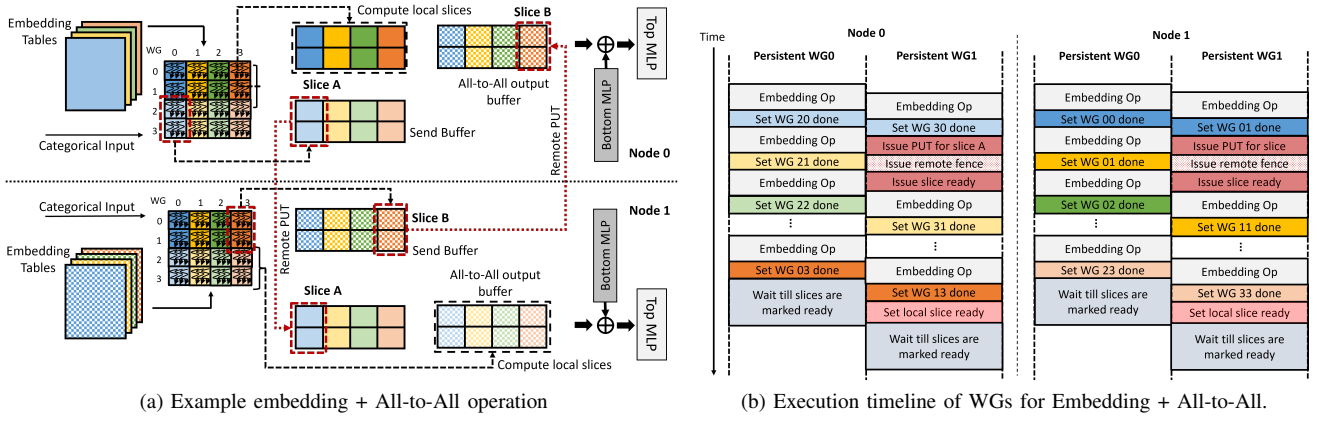 Embedding
Tables
WG 0 1 2 3
0
1
2
3
Categorical Input
Compute local slices
Slice A
Send Buffer
Slice B
All-to-All output
buffer
Remote PUT
Bottom MLP
Top MLP
Node 0
Categorical Input
WG 0 1 2 3
0
1
2
3
Embedding
Tables
Remote PUT
Slice B
Send Buffer
Slice A
All-to-All output
buffer
Compute local slices
Bottom MLP
Top MLP
Node 1
(a) Example embedding + All-to-All operation
Time
Node 0
Persistent WG0
Embedding Op
Set WG 20 done
Embedding Op
Set WG 21 done
Embedding Op
Set WG 22 done
⋮
Embedding Op
Set WG 03 done
Wait till slices are
marked ready
Persistent WG1
Embedding Op
Set WG 30 done
Issue PUT for slice A
Issue remote fence
Issue slice ready
Embedding Op
Set WG 31 done
⋮
Embedding Op
Set WG 13 done
Set local slice ready
Wait till slices are
marked ready
Node 1
Persistent WG0
Embedding Op
Set WG 00 done
Embedding Op
Set WG 01 done
Embedding Op
Set WG 02 done
⋮
Embedding Op
Set WG 23 done
Wait till slices are
marked ready
Persistent WG1
Embedding Op
Set WG 01 done
Issue PUT for slice
Issue remote fence
Issue slice ready
Embedding Op
Set WG 11 done
⋮
Embedding Op
Set WG 33 done
Set local slice ready
Wait till slices are
marked ready
(b) Execution timeline of WGs for Embedding + All-to-All.